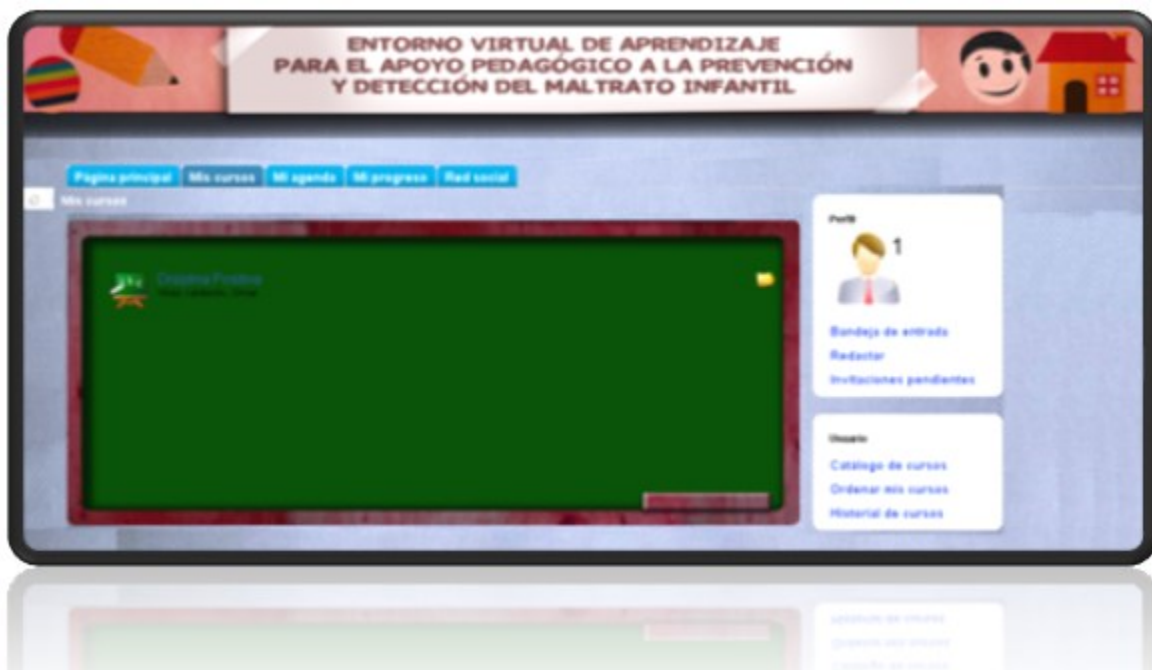 ENTORNO VIRTUAL DE APRENDIZAJE
PARA EL APOYO PEDAGÓGICO A LA PREVENCIÓN
Y DETECCIÓN DEL MALTRATO INFANTIL
Página principal Mis cursos Mi agenda Mi progreso Red social
Mis cursos
Perfil
1
Bandeja de entrada
Redactar
Invitaciones pendientes
Usuario
Catálogo de cursos
Ordenar mis cursos
Historial de cursos